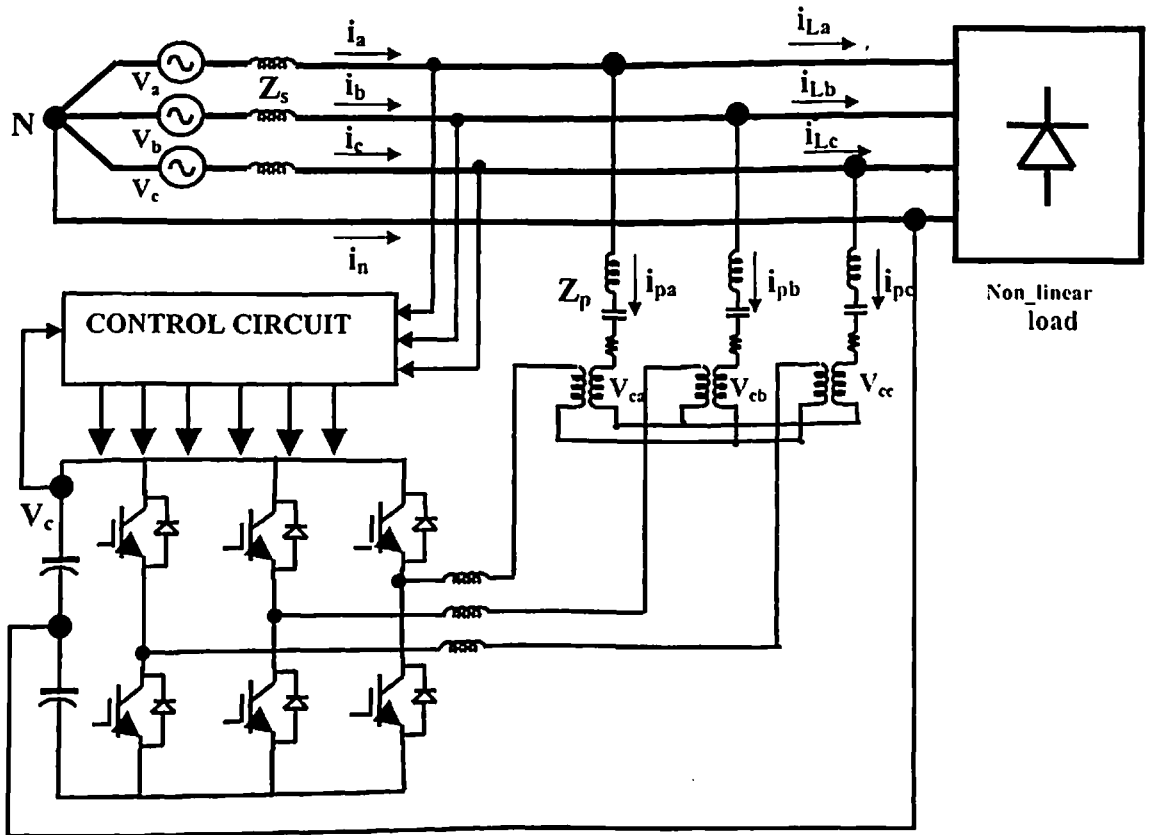 i_a
i_La
V_a
Z_s
i_b
i_Lb
N
V_b
i_c
i_Lc
V_c
i_n
Z_p
i_pa
i_pb
i_pc
Non_linear
load
CONTROL CIRCUIT
V_ca
V_cb
V_cc
V_c